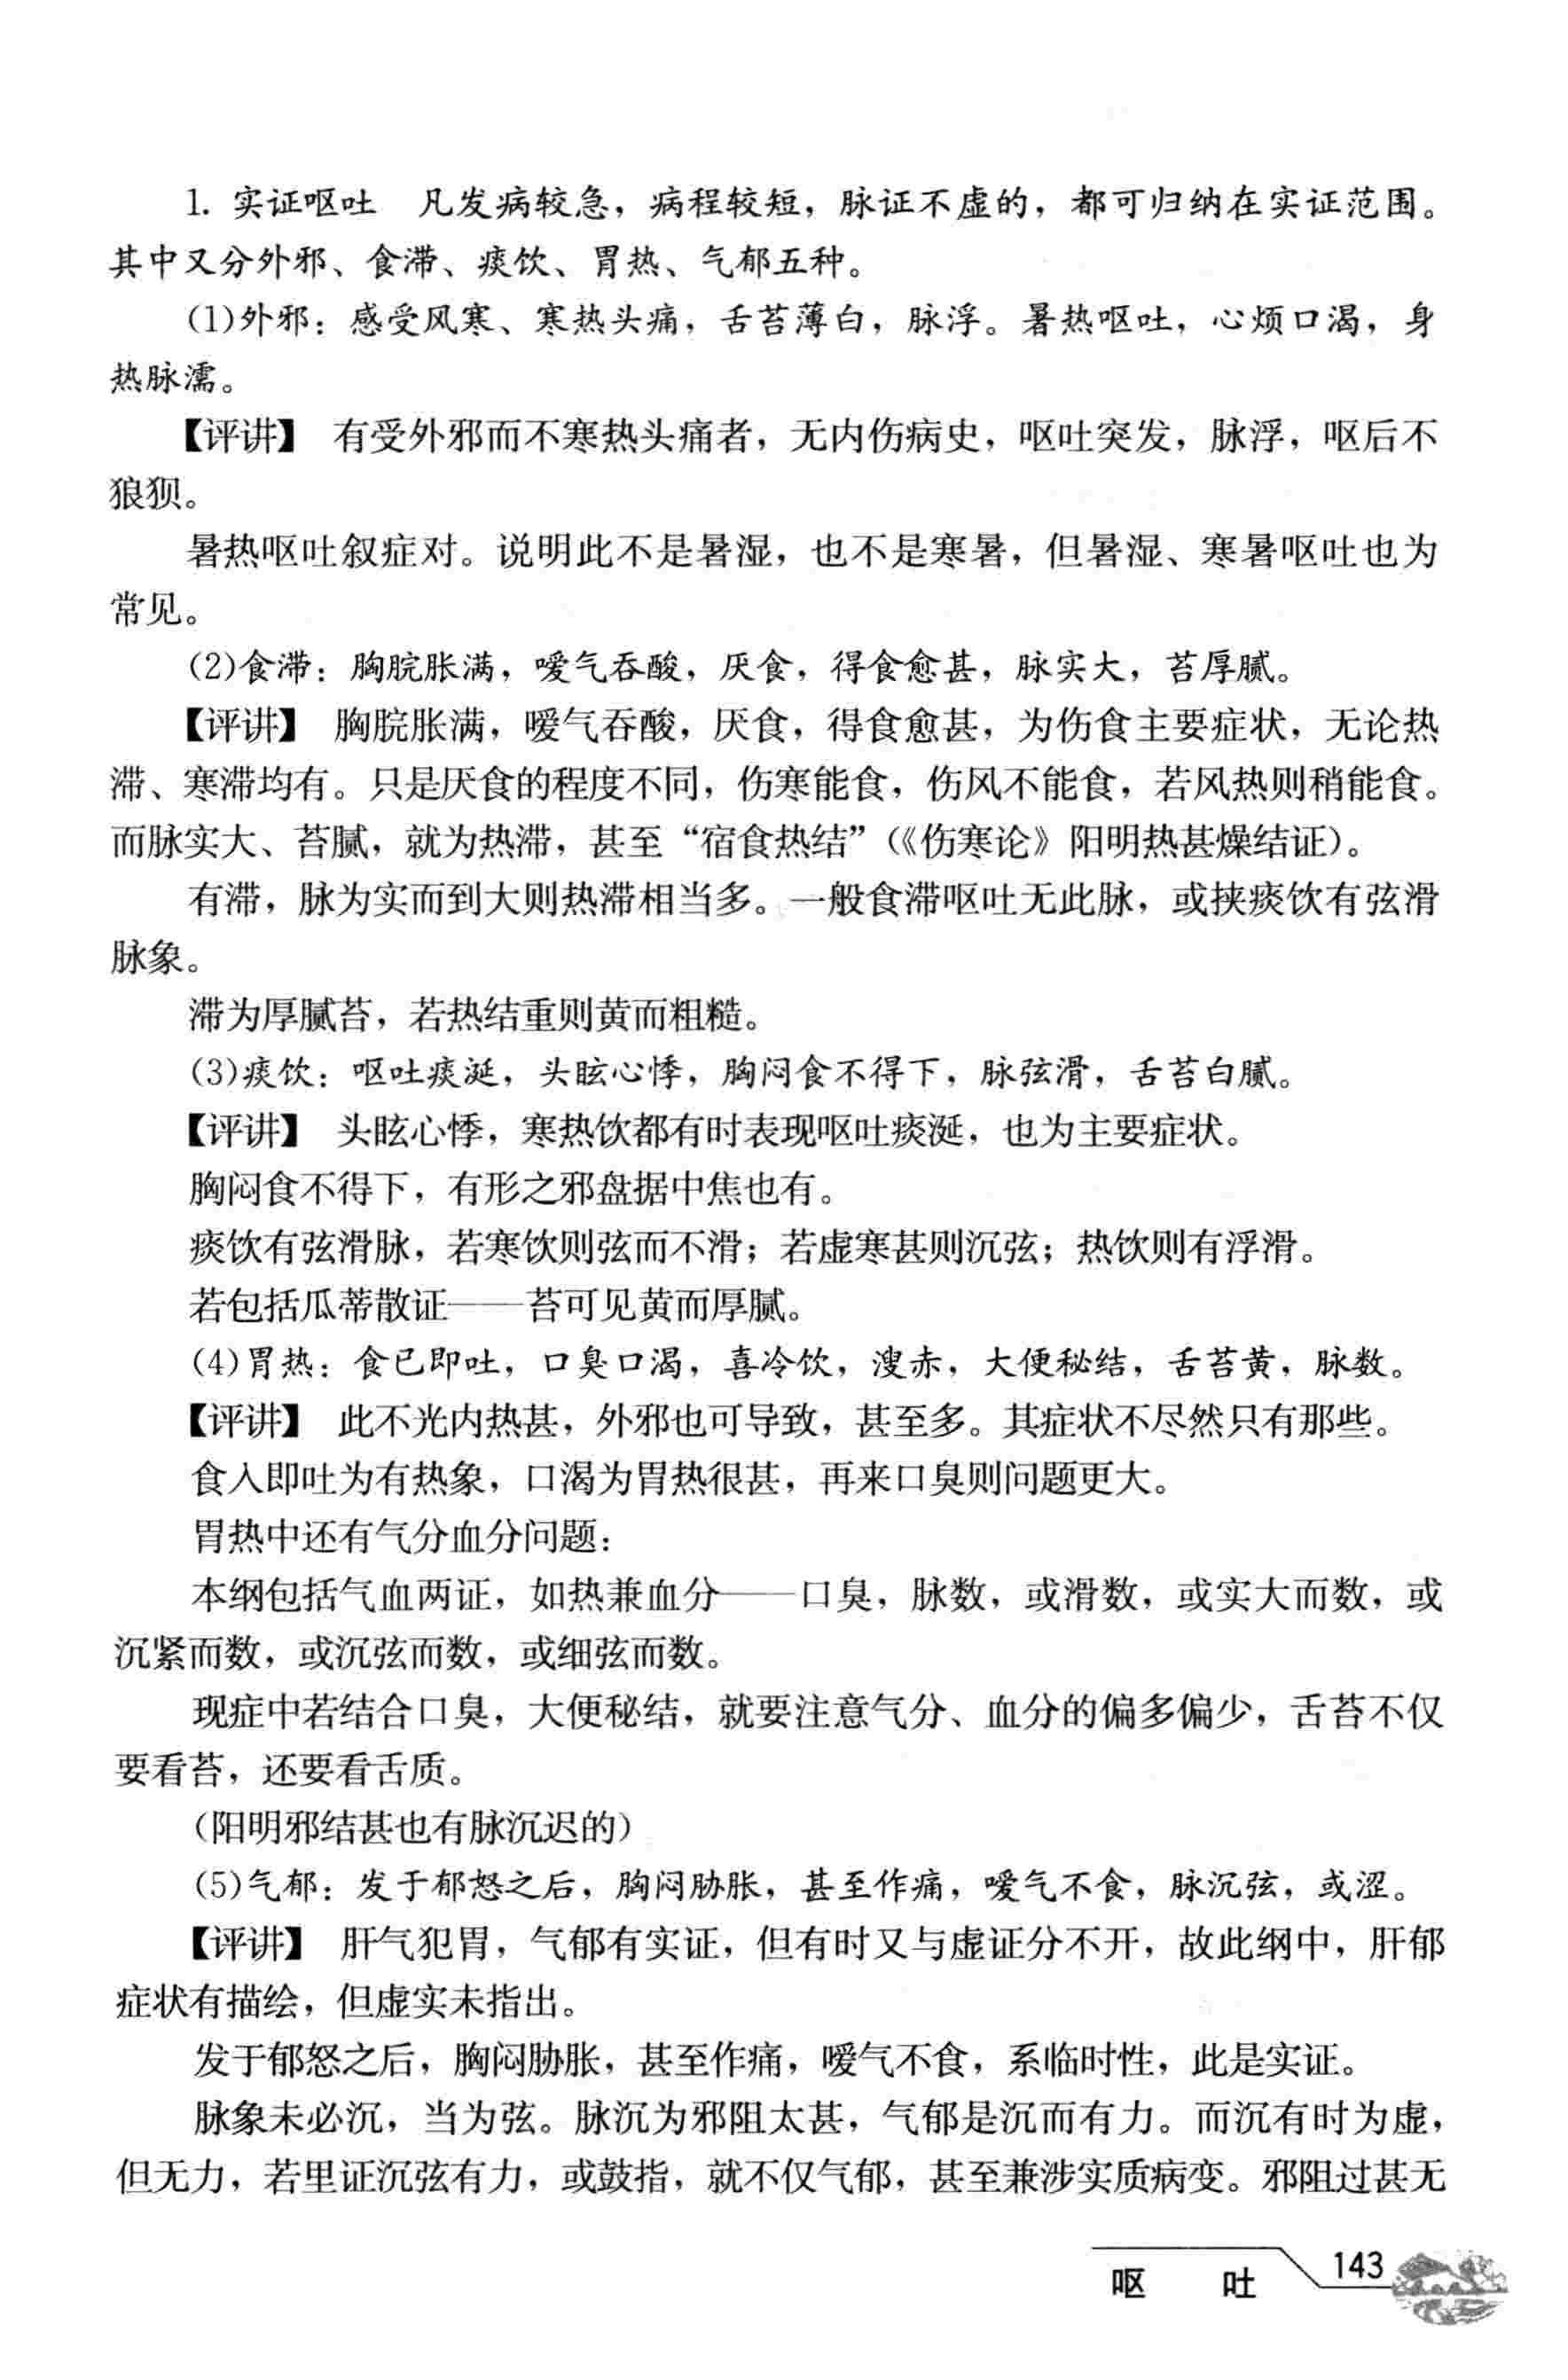 1. 实证呕吐　凡发病较急，病程较短，脉证不虚的，都可归纳在实证范围。
其中又分外邪、食滞、痰饮、胃热、气郁五种。
(1)外邪：感受风寒、寒热头痛，舌苔薄白，脉浮。暑热呕吐，心烦口渴，身
热脉濡。
【评讲】 有受外邪而不寒热头痛者，无内伤病史，呕吐突发，脉浮，呕后不
狼狈。
暑热呕吐叙症对。说明此不是暑湿，也不是寒暑，但暑湿、寒暑呕吐也为
常见。
(2)食滞：胸脘胀满，嗳气吞酸，厌食，得食愈甚，脉实大，苔厚腻。
【评讲】 胸脘胀满，嗳气吞酸，厌食，得食愈甚，为伤食主要症状，无论热
滞、寒滞均有。只是厌食的程度不同，伤寒能食，伤风不能食，若风热则稍能食。
而脉实大、苔腻，就为热滞，甚至“宿食热结”（《伤寒论》阳明热甚燥结证）。
有滞，脉为实而到大则热滞相当多。一般食滞呕吐无此脉，或挟痰饮有弦滑
脉象。
滞为厚腻苔，若热结重则黄而粗糙。
(3)痰饮：呕吐痰涎，头眩心悸，胸闷食不得下，脉弦滑，舌苔白腻。
【评讲】 头眩心悸，寒热饮都有时表现呕吐痰涎，也为主要症状。
胸闷食不得下，有形之邪盘据中焦也有。
痰饮有弦滑脉，若寒饮则弦而不滑；若虚寒甚则沉弦；热饮则有浮滑。
若包括瓜蒂散证——苔可见黄而厚腻。
(4)胃热：食已即吐，口臭口渴，喜冷饮，溲赤，大便秘结，舌苔黄，脉数。
【评讲】 此不光内热甚，外邪也可导致，甚至多。其症状不尽然只有那些。
食入即吐为有热象，口渴为胃热很甚，再来口臭则问题更大。
胃热中还有气分血分问题：
本纲包括气血两证，如热兼血分——口臭，脉数，或滑数，或实大而数，或
沉紧而数，或沉弦而数，或细弦而数。
现症中若结合口臭，大便秘结，就要注意气分、血分的偏多偏少，舌苔不仅
要看苔，还要看舌质。
（阳明邪结甚也有脉沉迟的）
(5)气郁：发于郁怒之后，胸闷胁胀，甚至作痛，嗳气不食，脉沉弦，或涩。
【评讲】 肝气犯胃，气郁有实证，但有时又与虚证分不开，故此纲中，肝郁
症状有描绘，但虚实未指出。
发于郁怒之后，胸闷胁胀，甚至作痛，嗳气不食，系临时性，此是实证。
脉象未必沉，当为弦。脉沉为邪阻太甚，气郁是沉而有力。而沉有时为虚，
但无力，若里证沉弦有力，或鼓指，就不仅气郁，甚至兼涉实质病变。邪阻过甚无
呕　吐　143